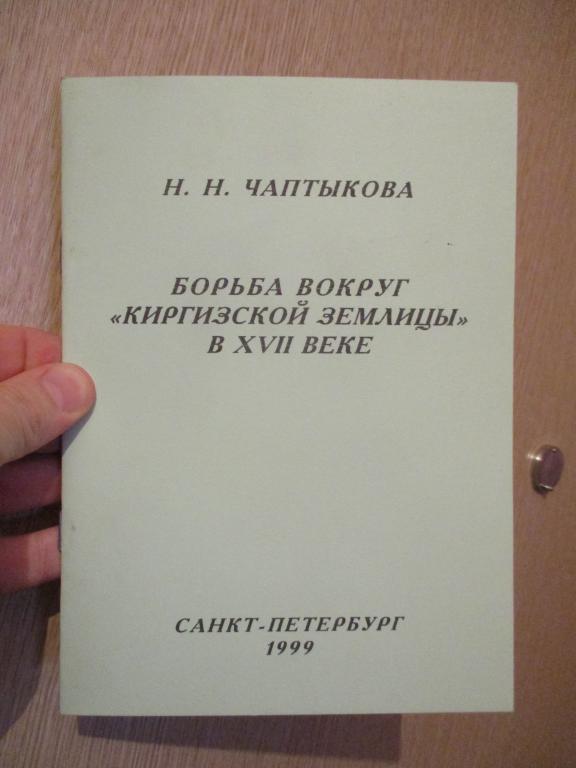 Н. Н. ЧАПТЫКОВА
БОРЬБА ВОКРУГ
«КИРГИЗСКОЙ ЗЕМЛИЦЫ»
В XVII ВЕКЕ
САНКТ-ПЕТЕРБУРГ
1999